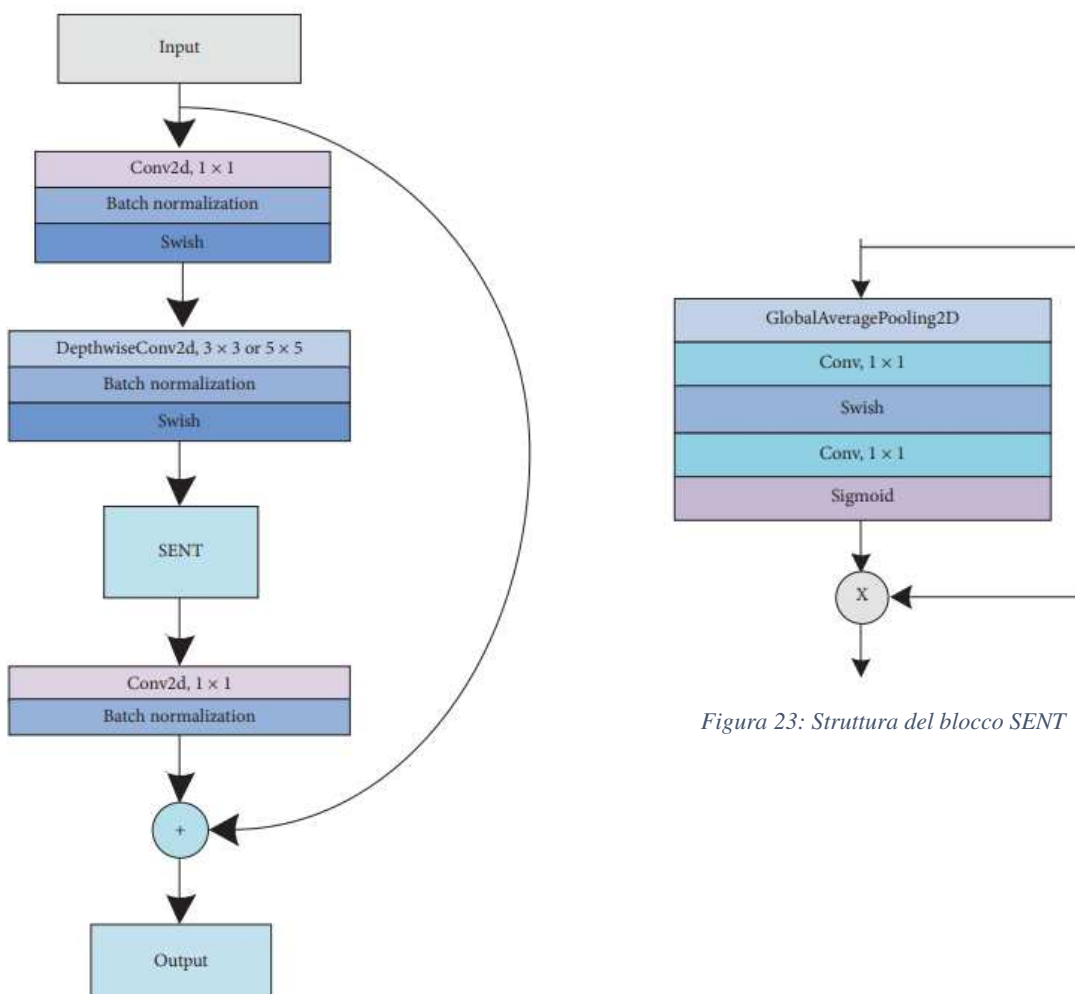 Input
Conv2d, 1 × 1
Batch normalization
Swish
DepthwiseConv2d, 3 × 3 or 5 × 5
Batch normalization
Swish
SENT
Conv2d, 1 × 1
Batch normalization
+
Output
GlobalAveragePooling2D
Conv, 1 × 1
Swish
Conv, 1 × 1
Sigmoid
X
Figura 23: Struttura del blocco SENT